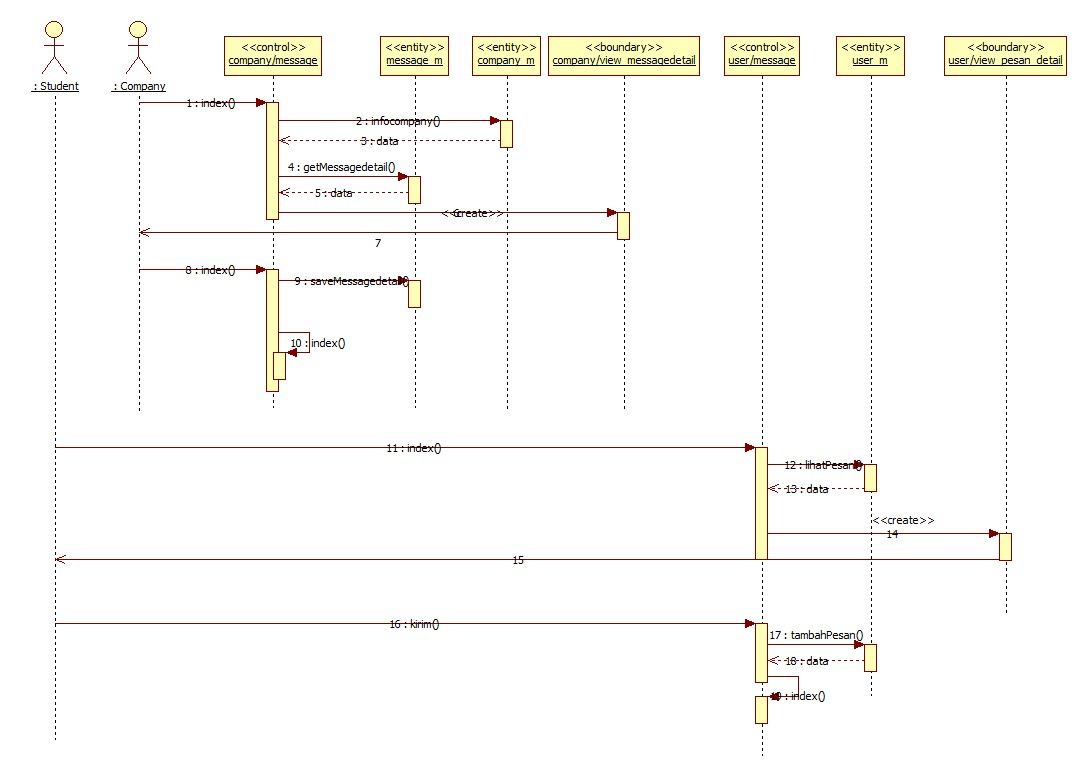 <<control>>
company/message
<<entity>>
message_m
<<entity>>
company_m
<<boundary>>
company/view_messagedetail
<<control>>
user/message
<<entity>>
user_m
<<boundary>>
user/view_pesan_detail
: Student
: Company
1 : index()
2 : infocompany()
3 : data
4 : getMessagedetail()
5 : data
<<create>>
6
7
8 : index()
9 : saveMessagedetail()
10 : index()
11 : index()
12 : lihatPesan()
13 : data
<<create>>
14
15
16 : kirim()
17 : tambahPesan()
18 : data
19 : index()